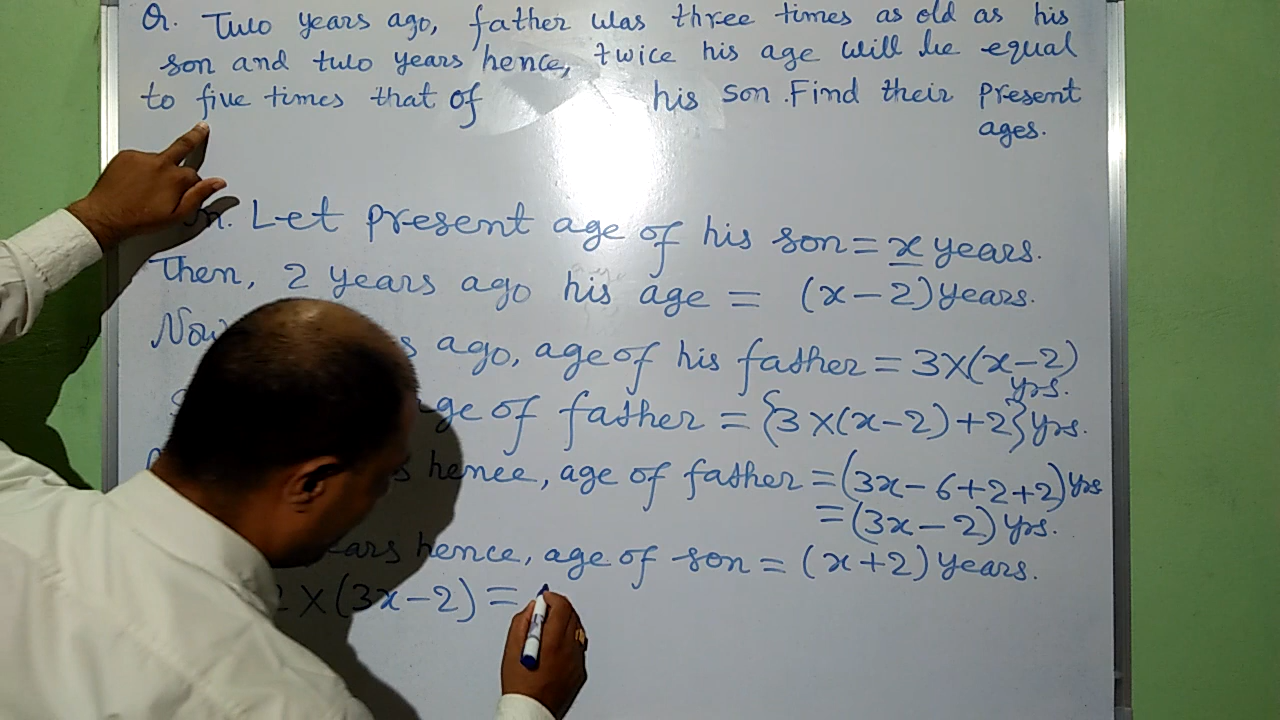 Q. Two years ago, father was three times as old as his
son and two years hence, twice his age will be equal
to five times that of his son. Find their present
ages.
Let present age of his son = x years.
Then, 2 years ago his age = (x-2) years.
Now ago, age of his father = 3×(x-2)
yrs.
age of father = {3×(x-2)+2} yrs.
hence, age of father = (3x-6+2+2) yrs
= (3x-2) yrs.
years hence, age of son = (x+2) years.
2×(3x-2) =